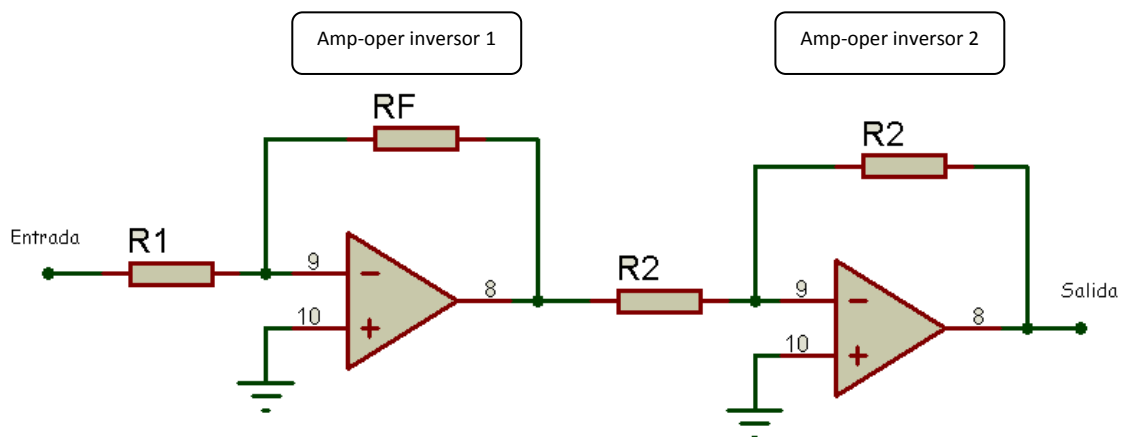 Amp-oper inversor 1
Amp-oper inversor 2
RF
R2
Entrada
R1
9
8
10
R2
9
8
10
Salida